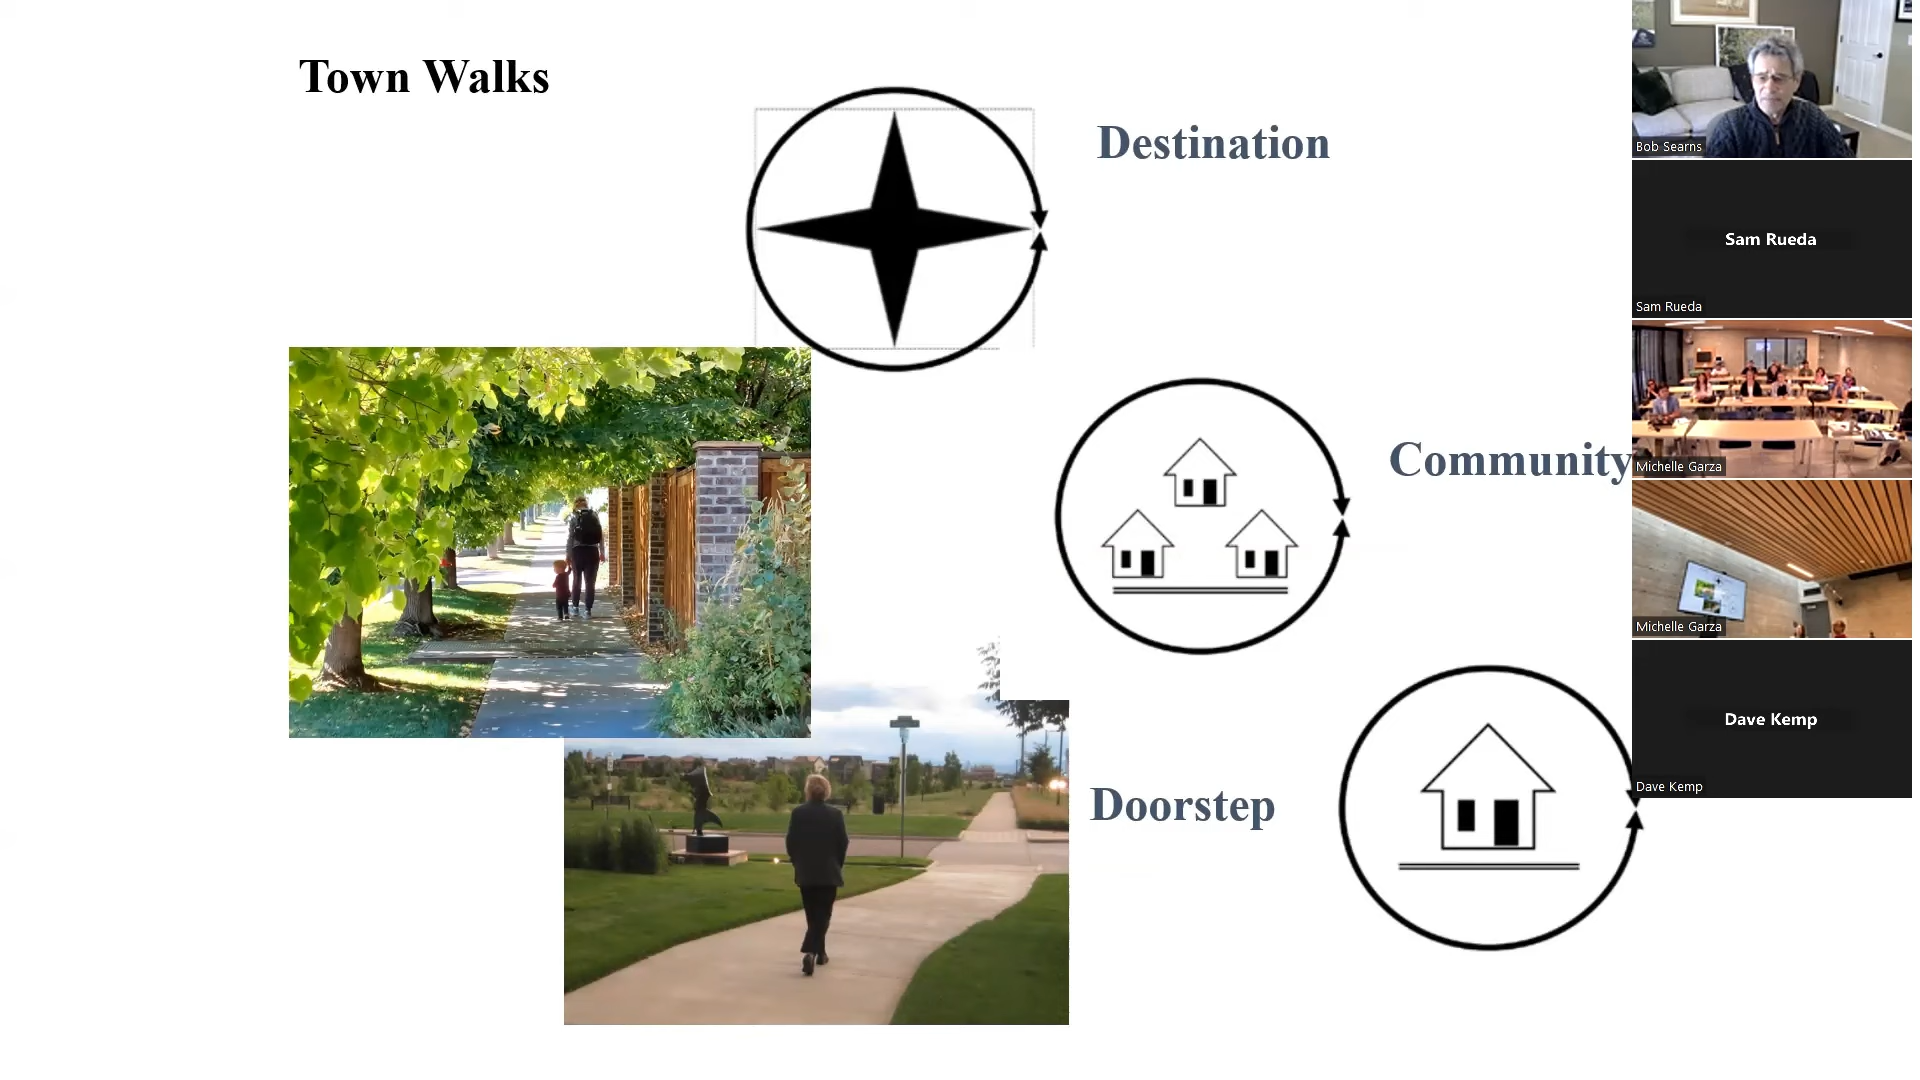 Town Walks
Destination
Community
Doorstep
Bob Searns
Sam Rueda
Sam Rueda
Michelle Garza
Michelle Garza
Dave Kemp
Dave Kemp